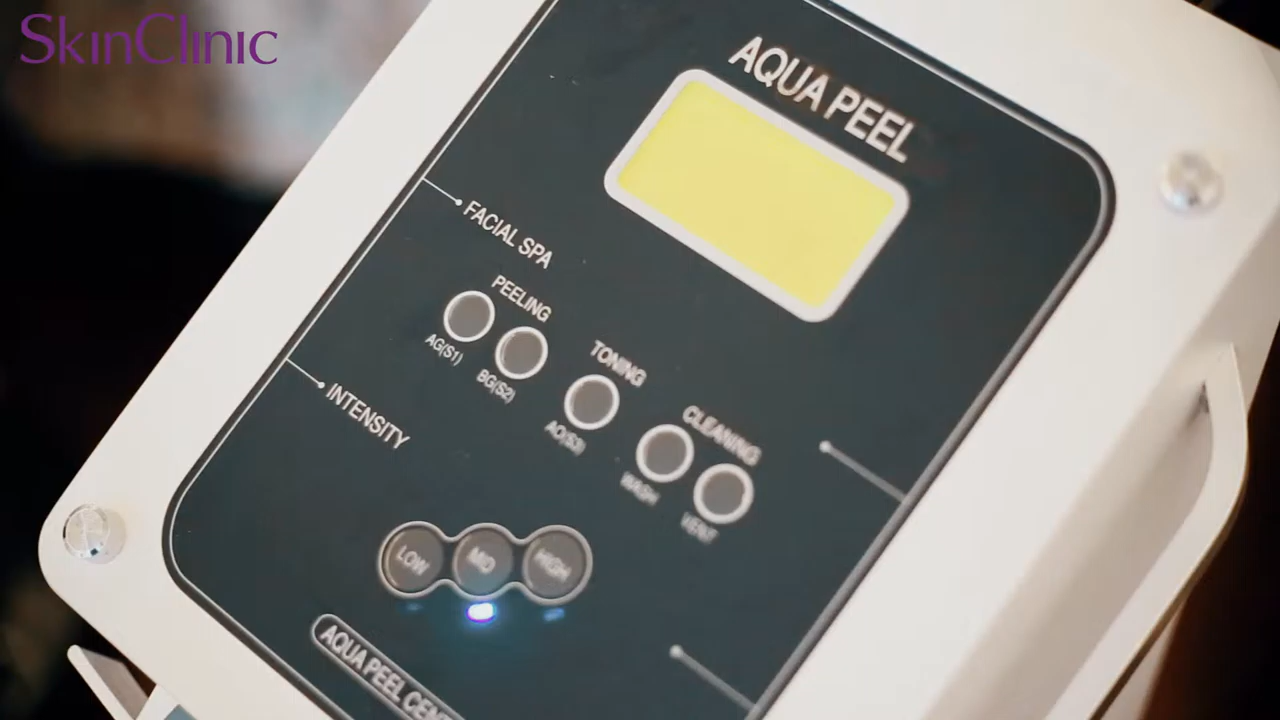 SkinClinic
AQUA PEEL
FACIAL SPA
PEELING
AG(S1)
BG(S2)
TONING
AO(S3)
CLEANING
WASH
VENT
INTENSITY
LOW
MID
HIGH
AQUA PEEL